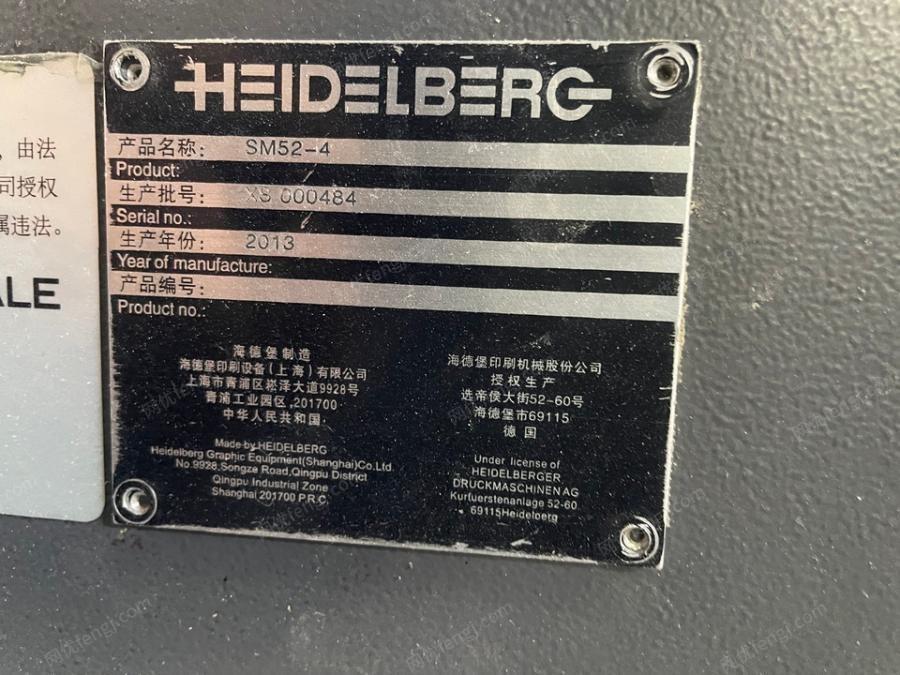 ，由法
司授权
属违法。
ALE
HEIDELBERG
产品名称： SM52-4
Product:
生产批号： XS 000484
Serial no.:
生产年份： 2013
Year of manufacture:
产品编号：
Product no.:
海德堡制造
海德堡印刷设备(上海)有限公司
上海市青浦区崧泽大道9928号
青浦工业园区,201700
中华人民共和国
Made by HEIDELBERG
Heidelberg Graphic Equipment(Shanghai)Co.Ltd.
No.9928,Songze Road,Qingpu District
Qingpu Industrial Zone
Shanghai 201700 P.R.C
海德堡印刷机械股份公司
授权生产
选帝侯大街52-60号
海德堡市69115
德国
Under license of
HEIDELBERGER
DRUCKMASCHINEN AG
Kurfuerstenanlage 52-60
69115Heidelberg